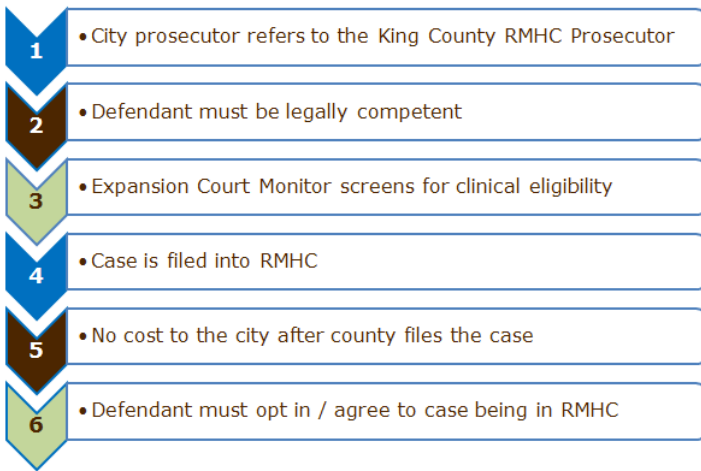 1
• City prosecutor refers to the King County RMHC Prosecutor
2
• Defendant must be legally competent
3
• Expansion Court Monitor screens for clinical eligibility
4
• Case is filed into RMHC
5
• No cost to the city after county files the case
6
• Defendant must opt in / agree to case being in RMHC